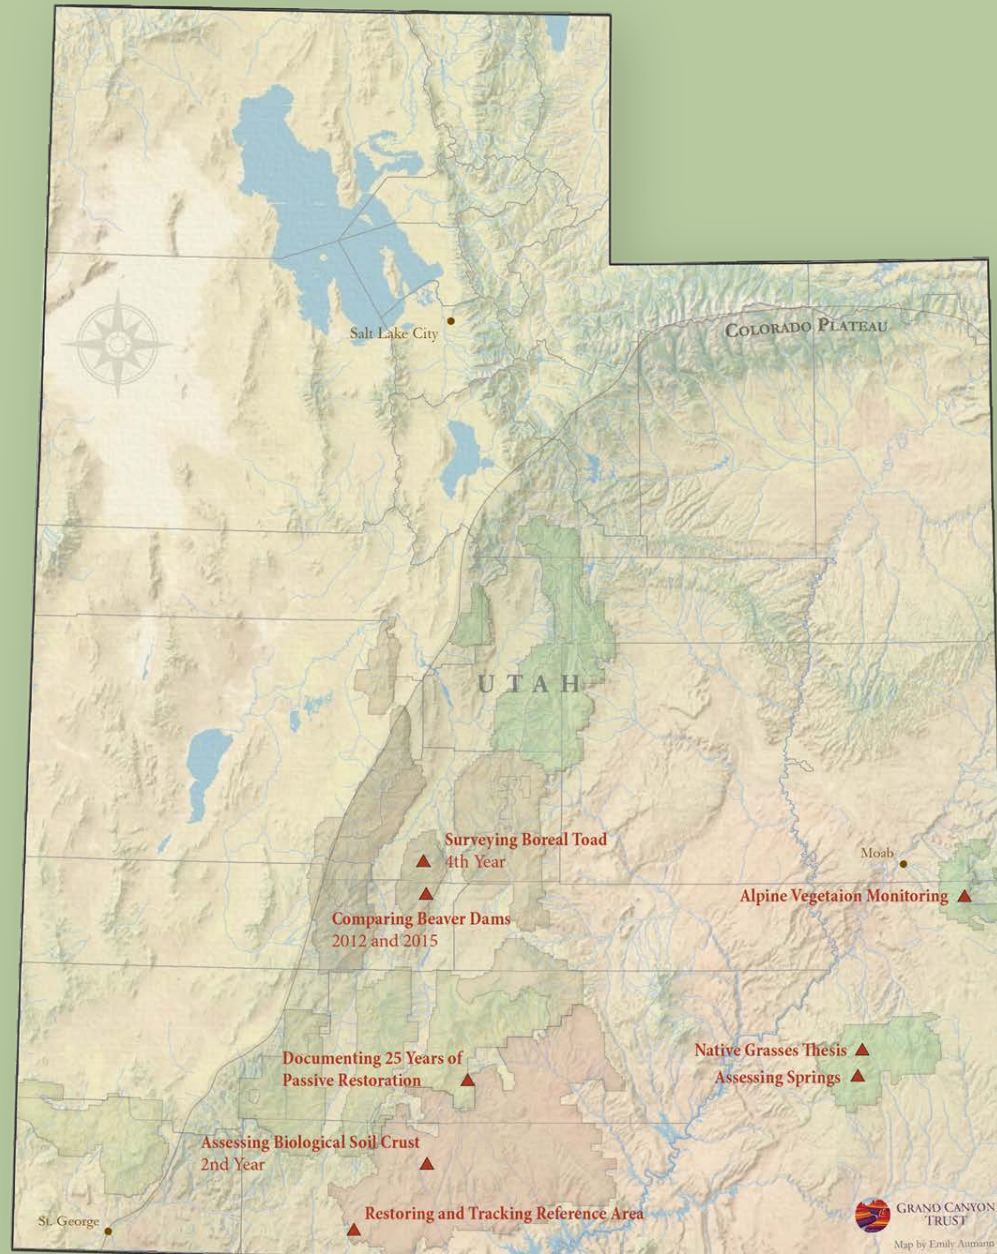 Salt Lake City
COLORADO PLATEAU
UTAH
Surveying Boreal Toad
4th Year
Moab
Alpine Vegetaion Monitoring
Comparing Beaver Dams
2012 and 2015
Native Grasses Thesis
Documenting 25 Years of
Passive Restoration
Assessing Springs
Assessing Biological Soil Crust
2nd Year
Restoring and Tracking Reference Area
St. George
GRAND CANYON
TRUST
Map by Emily Aumann